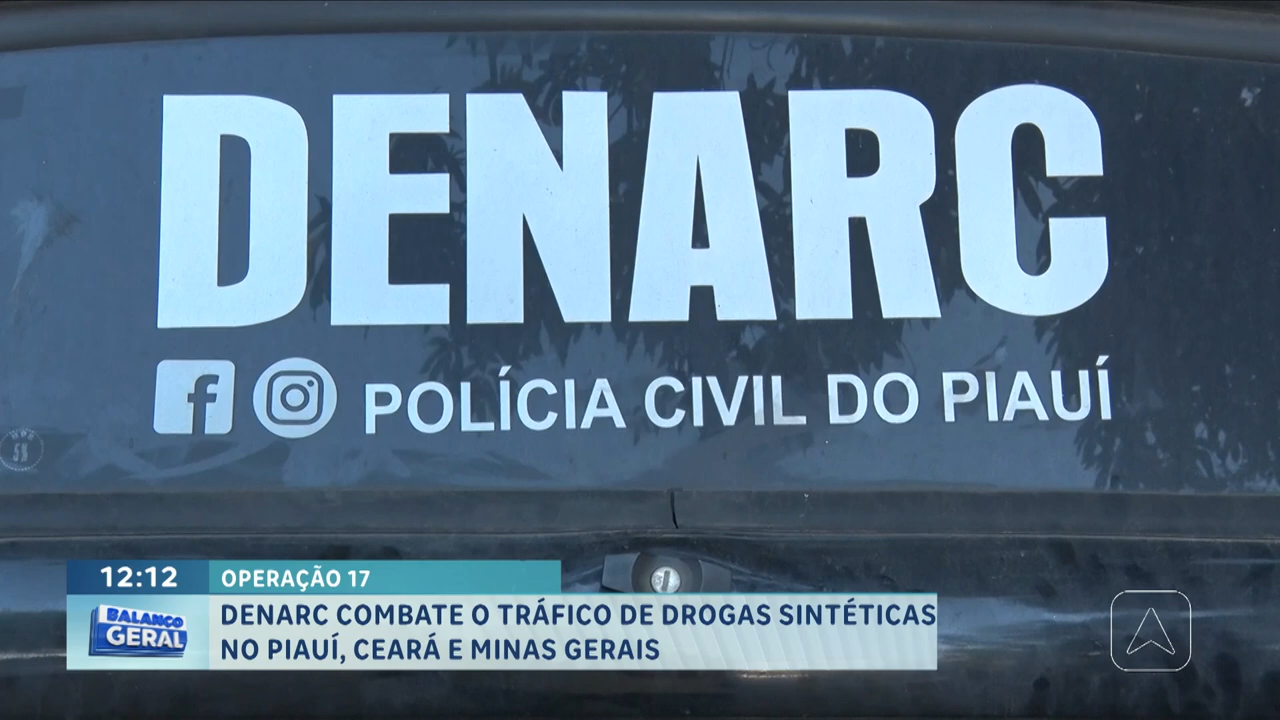 DENARC
POLÍCIA CIVIL DO PIAUÍ
12:12
OPERAÇÃO 17
BALANÇO
GERAL
DENARC COMBATE O TRÁFICO DE DROGAS SINTÉTICAS
NO PIAUÍ, CEARÁ E MINAS GERAIS